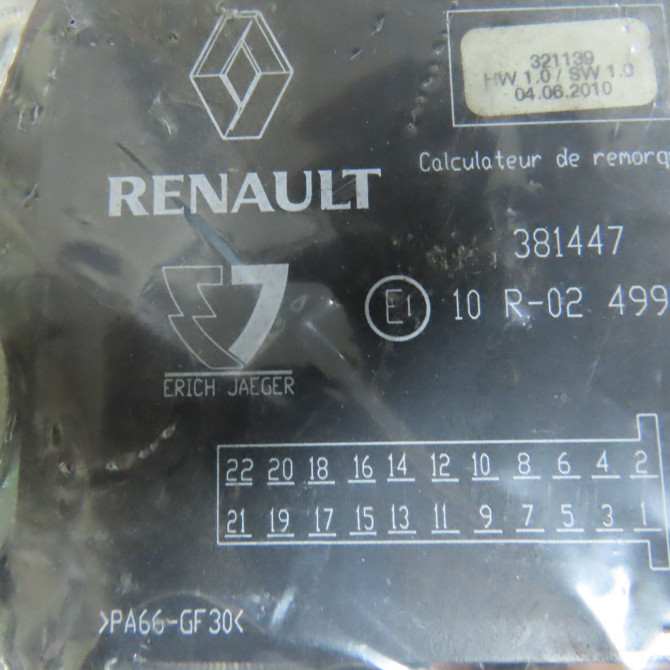 321139
HW 1.0 / SW 1.0
04.06.2010
Calculateur de remorq
RENAULT
381447
E1 10 R-02 499
ERICH JAEGER
22 20 18 16 14 12 10 8 6 4 2
21 19 17 15 13 11 9 7 5 3 1
>PA66-GF30<